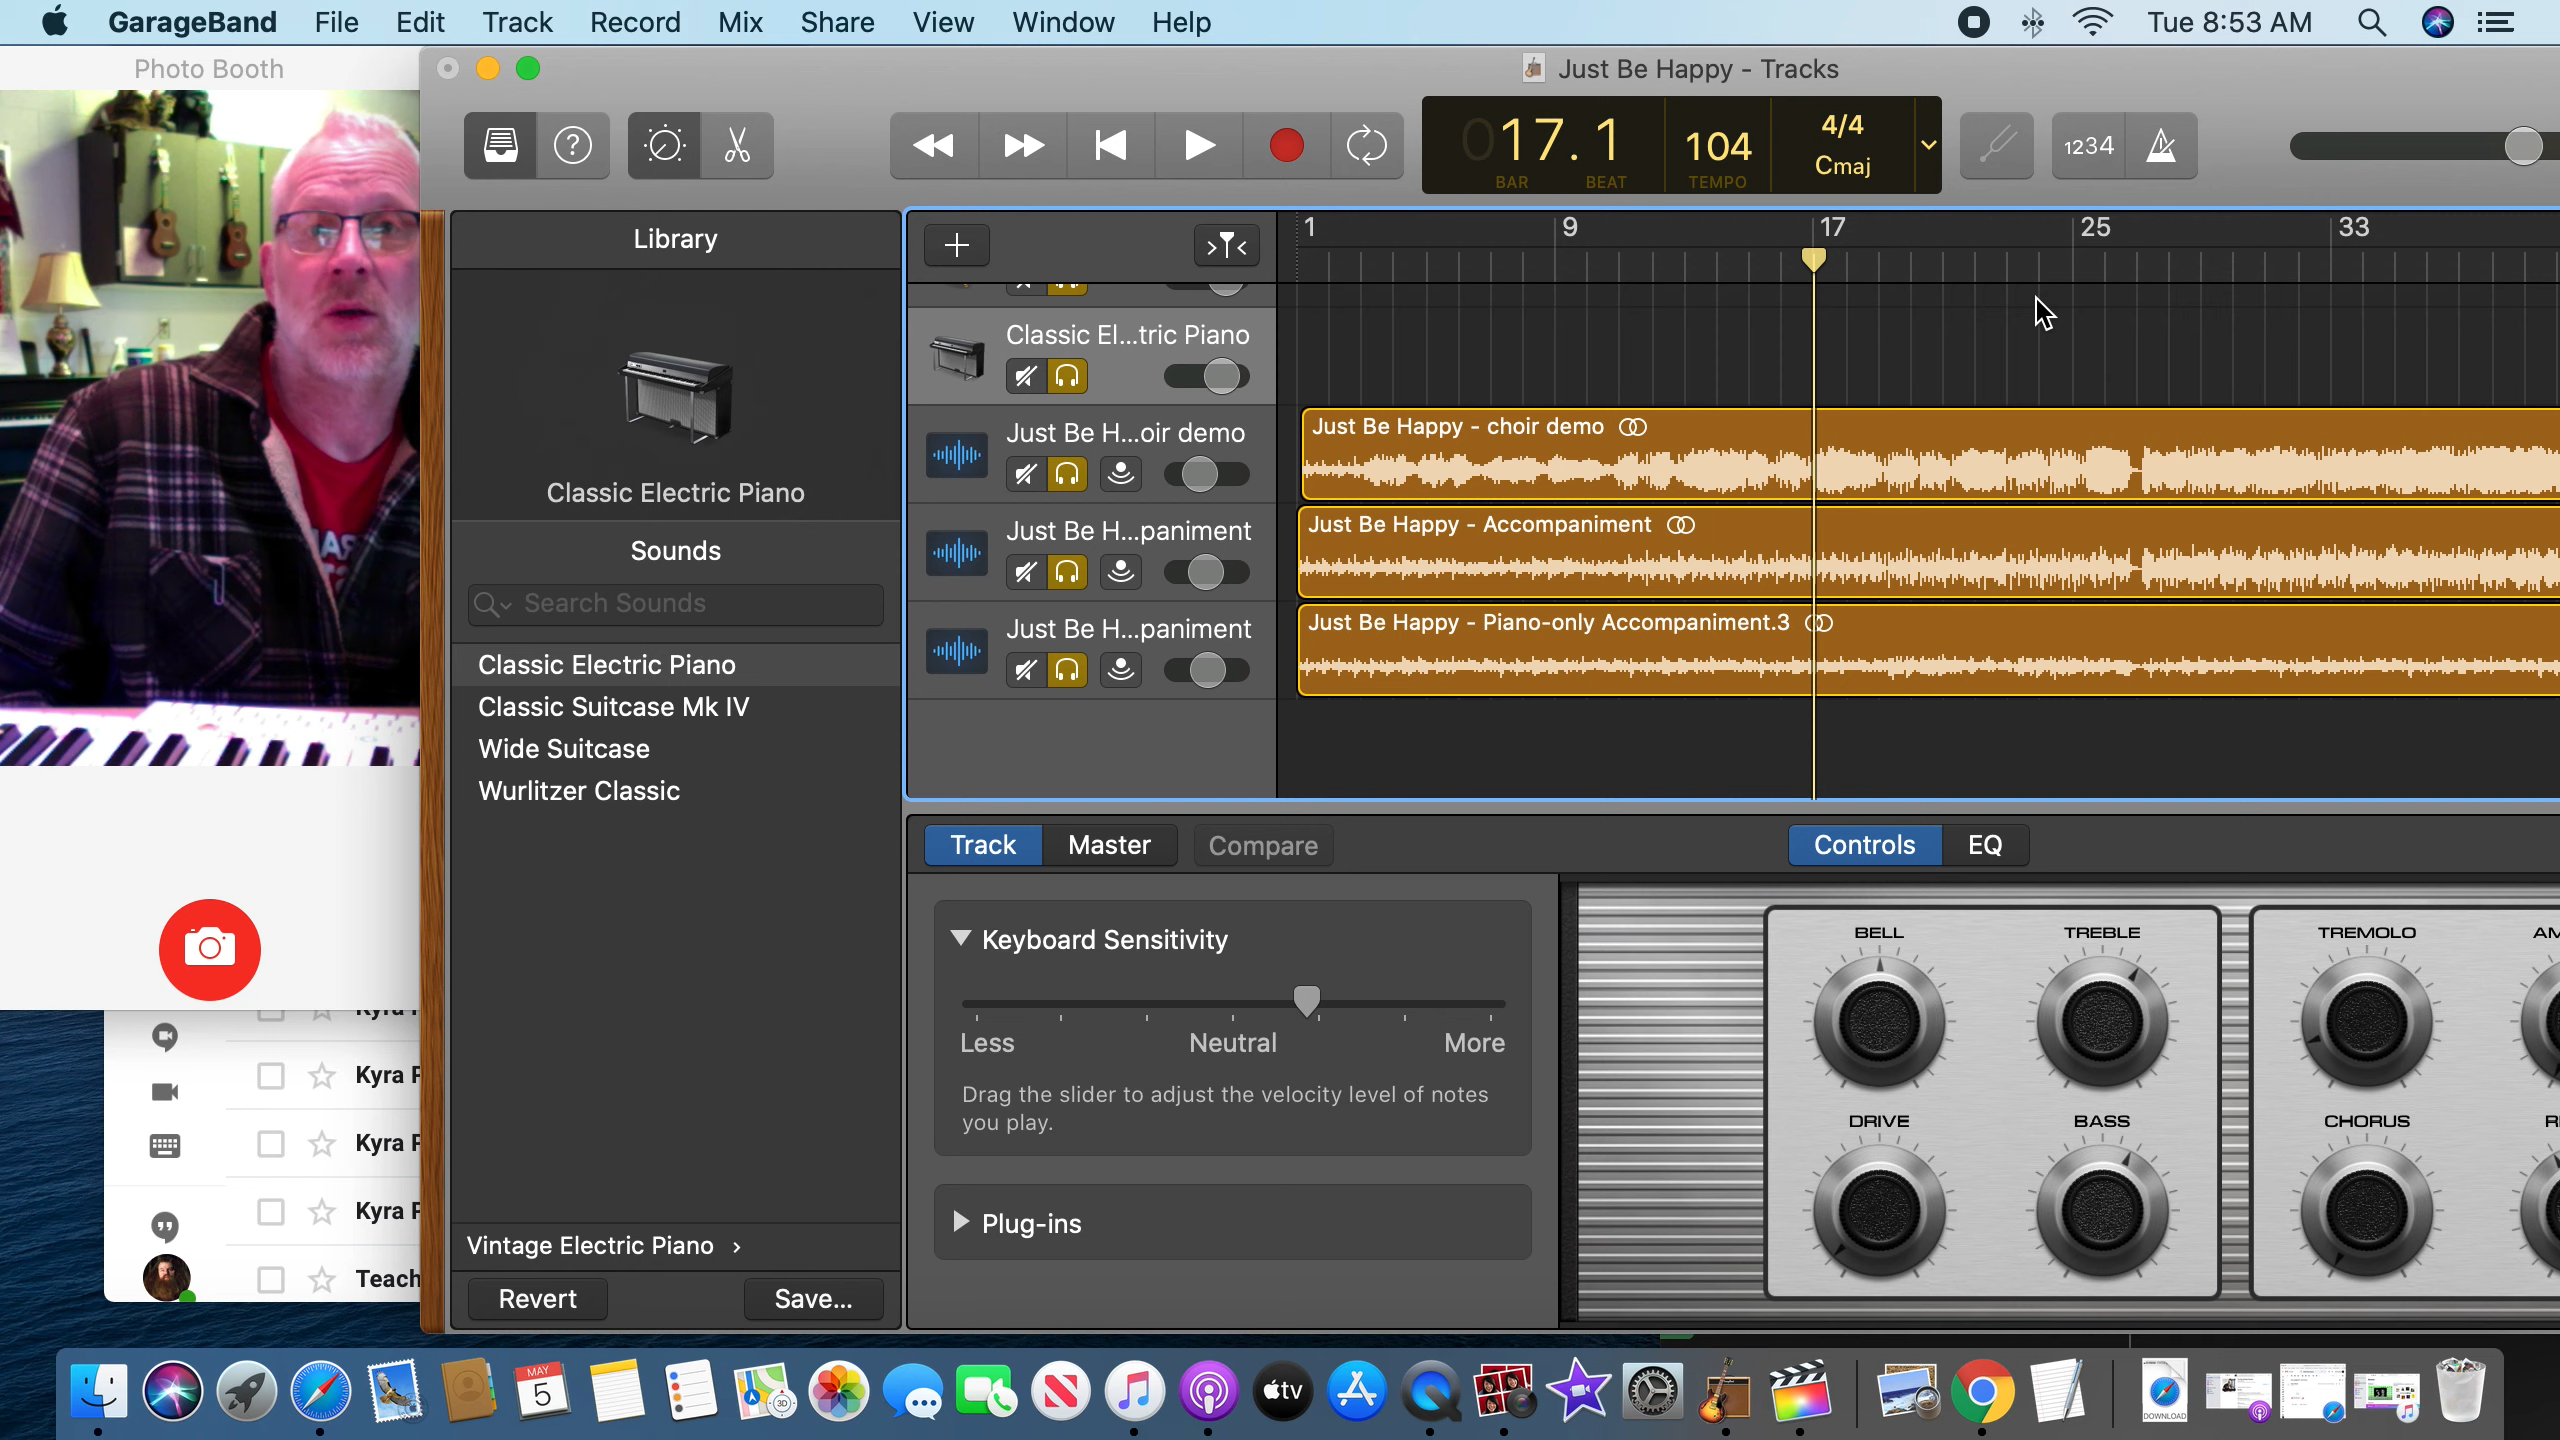 GarageBand File Edit Track Record Mix Share View Window Help Tue 8:53 AM
Photo Booth
Just Be Happy - Tracks
017.1 104 4/4
Cmaj
BAR BEAT TEMPO
1234
Library
1 9 17 25 33
Classic El...tric Piano
Classic Electric Piano
Just Be H...oir demo
Just Be Happy - choir demo
Just Be H...paniment
Just Be Happy - Accompaniment
Just Be H...paniment
Just Be Happy - Piano-only Accompaniment.3
Sounds
Search Sounds
Classic Electric Piano
Classic Suitcase Mk IV
Wide Suitcase
Wurlitzer Classic
Vintage Electric Piano
Revert Save...
Track Master Compare
Controls EQ
Keyboard Sensitivity
Less Neutral More
Drag the slider to adjust the velocity level of notes
you play.
Plug-ins
BELL TREBLE TREMOLO
DRIVE BASS CHORUS
Kyra
Kyra
Kyra
Teach
MAY
5
3D
tv
DOWNLOAD